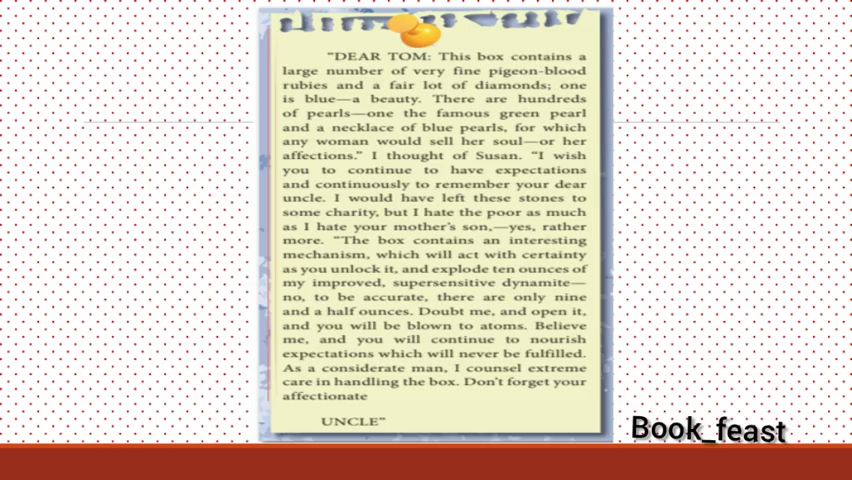 "DEAR TOM: This box contains a
large number of very fine pigeon-blood
rubies and a fair lot of diamonds; one
is blue—a beauty. There are hundreds
of pearls—one the famous green pearl
and a necklace of blue pearls, for which
any woman would sell her soul—or her
affections." I thought of Susan. "I wish
you to continue to have expectations
and continuously to remember your dear
uncle. I would have left these stones to
some charity, but I hate the poor as much
as I hate your mother's son,—yes, rather
more. "The box contains an interesting
mechanism, which will act with certainty
as you unlock it, and explode ten ounces of
my improved, supersensitive dynamite—
no, to be accurate, there are only nine
and a half ounces. Doubt me, and open it,
and you will be blown to atoms. Believe
me, and you will continue to nourish
expectations which will never be fulfilled.
As a considerate man, I counsel extreme
care in handling the box. Don't forget your
affectionate
UNCLE"
Book_feast